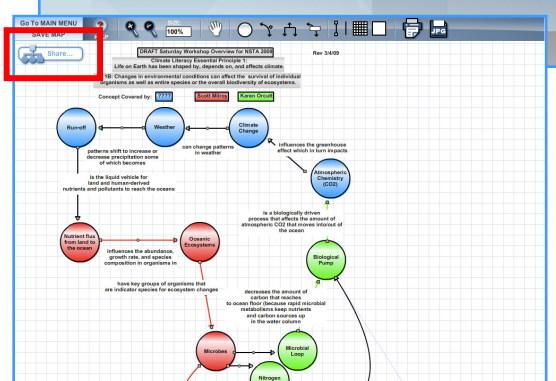 Go To MAIN MENU
SIZE
100%
JPG
SAVE MAP
Share...
DRAFT Saturday Workshop Overview for NSTA 2009
Rev 3/4/09
Climate Literacy Essential Principle 1:
Life on Earth has been shaped by, depends on, and affects climate
1B: Changes in environmental conditions can affect the survival of individual
organisms as well as entire species or the overall biodiversity of ecosystems.
Concept Covered by:
????
Scott Milroy
Karen Orcutt
Run-off
Weather
Climate
Change
patterns shift to increase or
decrease precipitation some
of which becomes
can change patterns
in weather
influences the greenhouse
effect which in turn impacts
is the liquid vehicle for
land and human-derived
nutrients and pollutants to reach the oceans
Atmospheric
Chemistry
(CO2)
is a biologically driven
process that affects the amount of
atmospheric CO2 that moves into/out of
the ocean
Nutrient flux
from land to
the ocean
Oceanic
Ecosystems
influences the abundance,
growth rate, and species
composition in organisms in
Biological
Pump
have key groups of organisms that
are indicator species for ecosystem changes
decreases the amount of
carbon that reaches
to ocean floor (because rapid microbial
metabolisms keep nutrients
and carbon sources up
in the water column
Microbes
Microbial
Loop
Nitrogen